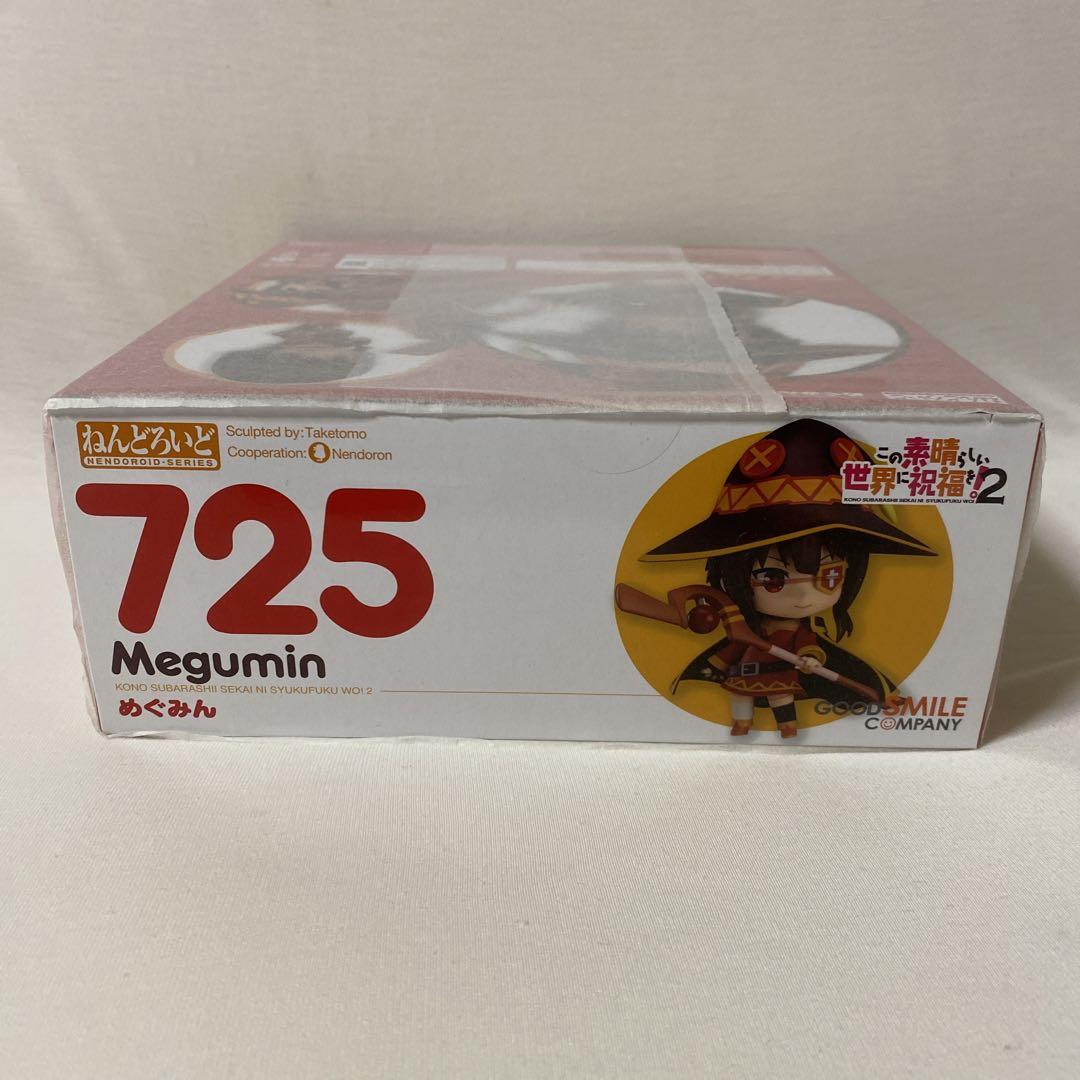 ねんどろいど
NENDOROID·SERIES
Sculpted by:Taketomo
Cooperation: Nendoron
725
Megumin
KONO SUBARASHII SEKAI NI SYUKUFUKU WO! 2
めぐみん
この素晴らしい
世界に祝福を!2
KONO SUBARASHII SEKAI NI SYUKUFUKU WO!
GOOD SMILE
COMPANY